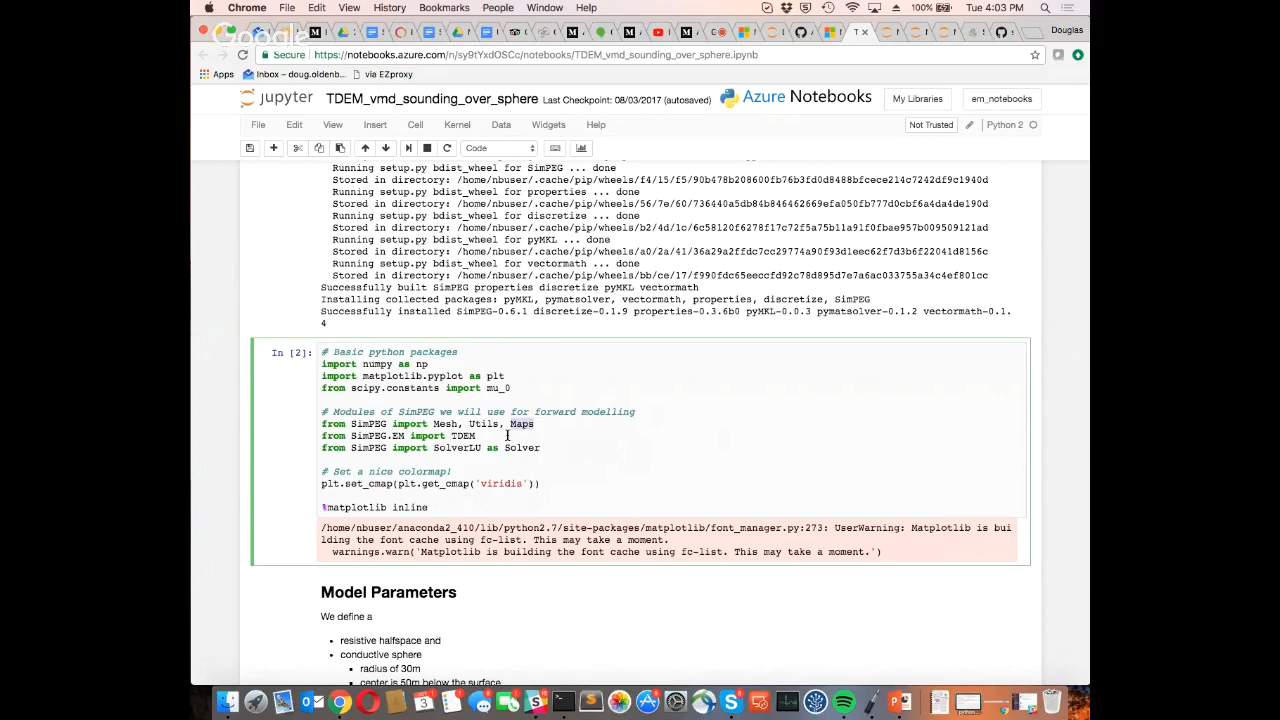 Chrome File Edit View History Bookmarks People Window Help 100% Tue 4:03 PM
Google Douglas
Secure https://notebooks.azure.com/n/sy9tYxdOSCc/notebooks/TDEM_vmd_sounding_over_sphere.ipynb
Apps Inbox – doug.oldenb... via EZproxy
jupyter TDEM_vmd_sounding_over_sphere Last Checkpoint: 08/03/2017 (autosaved) Azure Notebooks My Libraries em_notebooks
File Edit View Insert Cell Kernel Data Widgets Help Not Trusted Python 2
Code
Running setup.py bdist_wheel for SimPEG ... done
Stored in directory: /home/nbuser/.cache/pip/wheels/f4/15/f5/90b478b208600fb76b3fd0d8488bfcece214c7242df9c1940d
Running setup.py bdist_wheel for properties ... done
Stored in directory: /home/nbuser/.cache/pip/wheels/56/7e/60/736440a5db84b846462669efa050fb777d0cbf6a4da4de190d
Running setup.py bdist_wheel for discretize ... done
Stored in directory: /home/nbuser/.cache/pip/wheels/b2/4d/1c/6c58120f6278f17c72f5a75b11a91f0fbae957b009509121ad
Running setup.py bdist_wheel for pyMKL ... done
Stored in directory: /home/nbuser/.cache/pip/wheels/a0/2a/41/36a29a2ffdc7cc29774a90f93d1eec62f7d3b6f22041d8156c
Running setup.py bdist_wheel for vectormath ... done
Stored in directory: /home/nbuser/.cache/pip/wheels/bb/ce/17/f990fdc65eeccfd92c78d895d7e7a6ac033755a34c4ef801cc
Successfully built SimPEG properties discretize pyMKL vectormath
Installing collected packages: pyMKL, pymatsolver, vectormath, properties, discretize, SimPEG
Successfully installed SimPEG-0.6.1 discretize-0.1.9 properties-0.3.6b0 pyMKL-0.0.3 pymatsolver-0.1.2 vectormath-0.1.
4
In [2]: # Basic python packages
import numpy as np
import matplotlib.pyplot as plt
from scipy.constants import mu_0
# Modules of SimPEG we will use for forward modelling
from SimPEG import Mesh, Utils, Maps
from SimPEG.EM import TDEM
from SimPEG import SolverLU as Solver
# Set a nice colormap!
plt.set_cmap(plt.get_cmap('viridis'))
%matplotlib inline
/home/nbuser/anaconda2_410/lib/python2.7/site-packages/matplotlib/font_manager.py:273: UserWarning: Matplotlib is bui
lding the font cache using fc-list. This may take a moment.
warnings.warn('Matplotlib is building the font cache using fc-list. This may take a moment.')
Model Parameters
We define a
• resistive halfspace and
• conductive sphere
▪ radius of 30m
▪ center is 50m below the surface